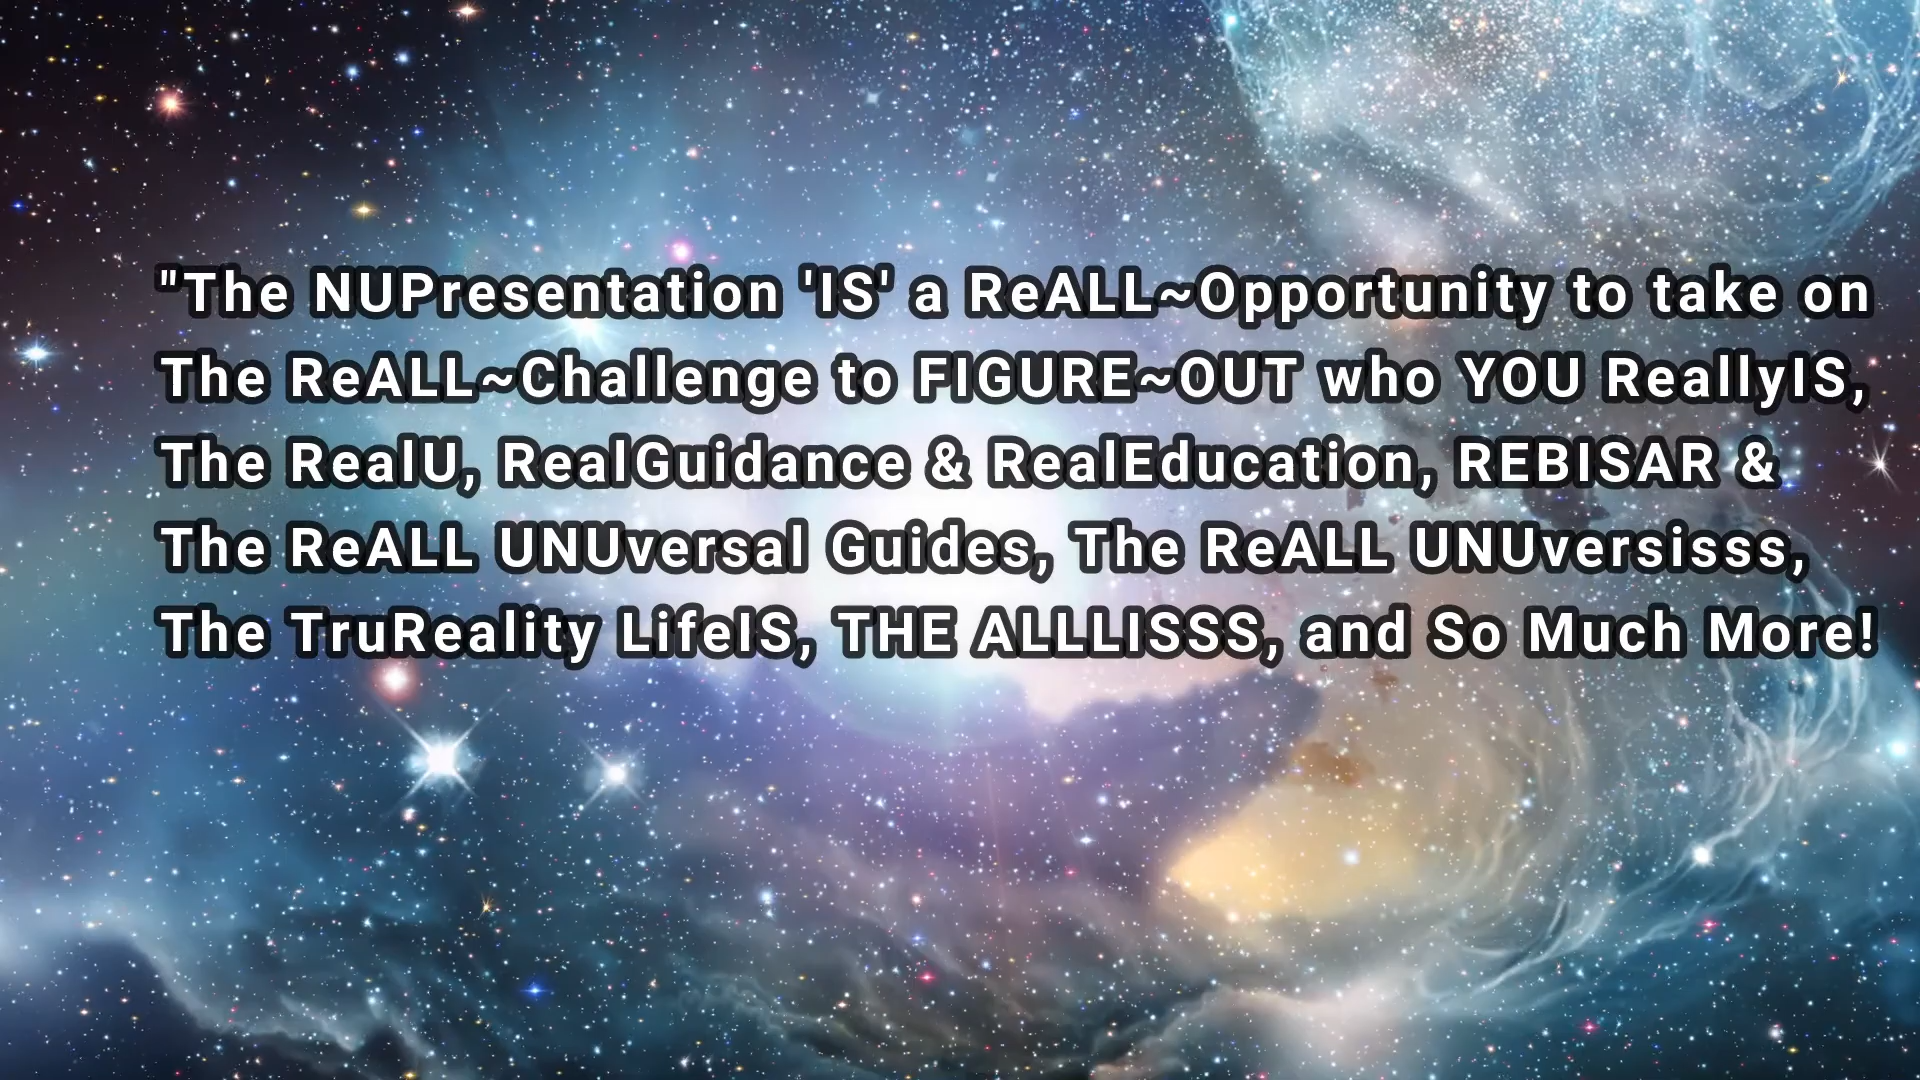 "The NUPresentation 'IS' a ReALL~Opportunity to take on
The ReALL~Challenge to FIGURE~OUT who YOU ReallyIS,
The RealU, RealGuidance & RealEducation, REBISAR &
The ReALL UNUversal Guides, The ReALL UNUversisss,
The TruReality LifeIS, THE ALLLISSS, and So Much More!